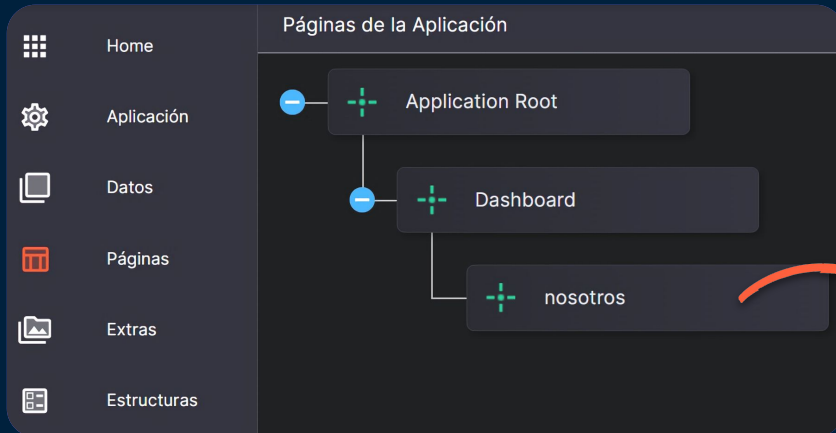 Páginas de la Aplicación
Home
Aplicación
Datos
Páginas
Extras
Estructuras
Application Root
Dashboard
nosotros